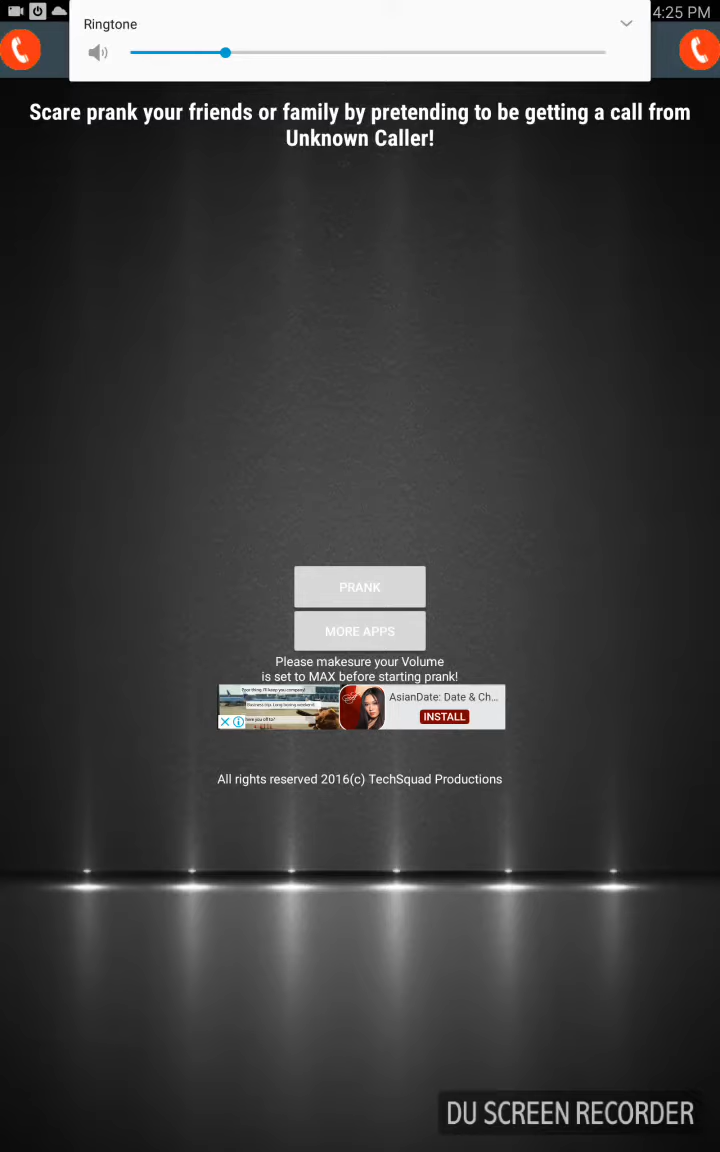 4:25 PM
Ringtone
Scare prank your friends or family by pretending to be getting a call from
Unknown Caller!
PRANK
MORE APPS
Please makesure your Volume
is set to MAX before starting prank!
AsianDate: Date & Ch...
INSTALL
All rights reserved 2016(c) TechSquad Productions
DU SCREEN RECORDER